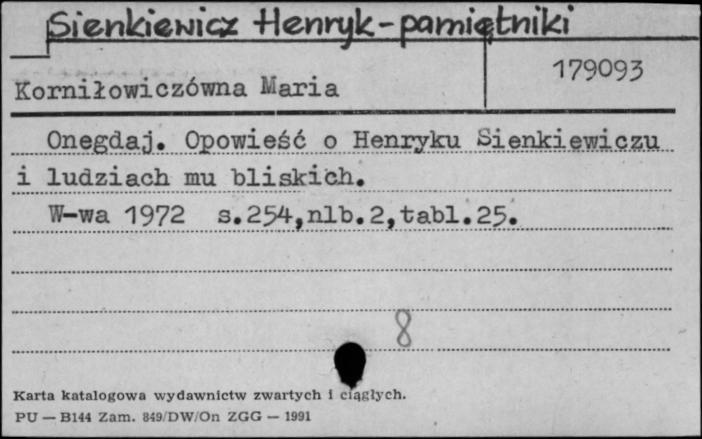 Sienkiewicz Henryk - pamiętniki
179093
Korniłowiczówna Maria
Onegdaj. Opowieść o Henryku Sienkiewiczu
i ludziach mu bliskich.
W-wa 1972 s.254,nlb.2,tabl.25.
8
Karta katalogowa wydawnictw zwartych i ciągłych.
PU — B144 Zam. 849/DW/On ZGG — 1991